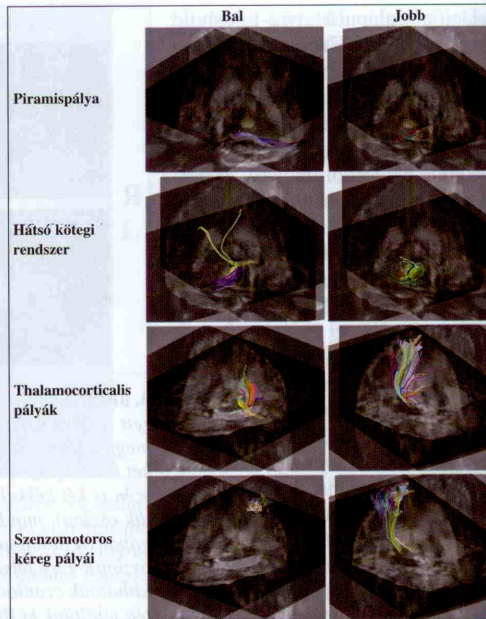 Bal
Jobb
Piramispálya
Hátsó kötegi
rendszer
Thalamocorticalis
pályák
Szenzomotoros
kéreg pályái